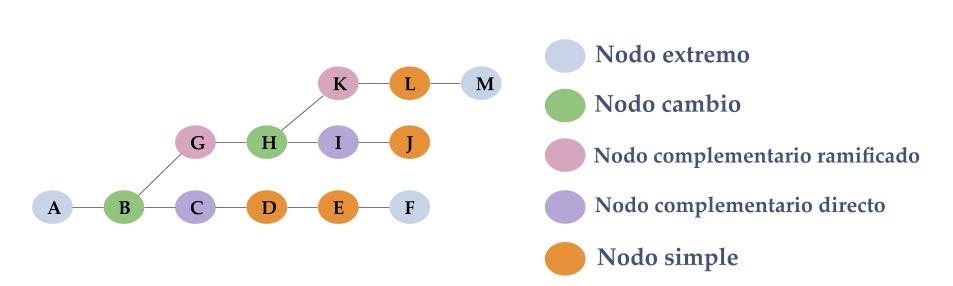 K L M
G H I J
A B C D E F
Nodo extremo
Nodo cambio
Nodo complementario ramificado
Nodo complementario directo
Nodo simple